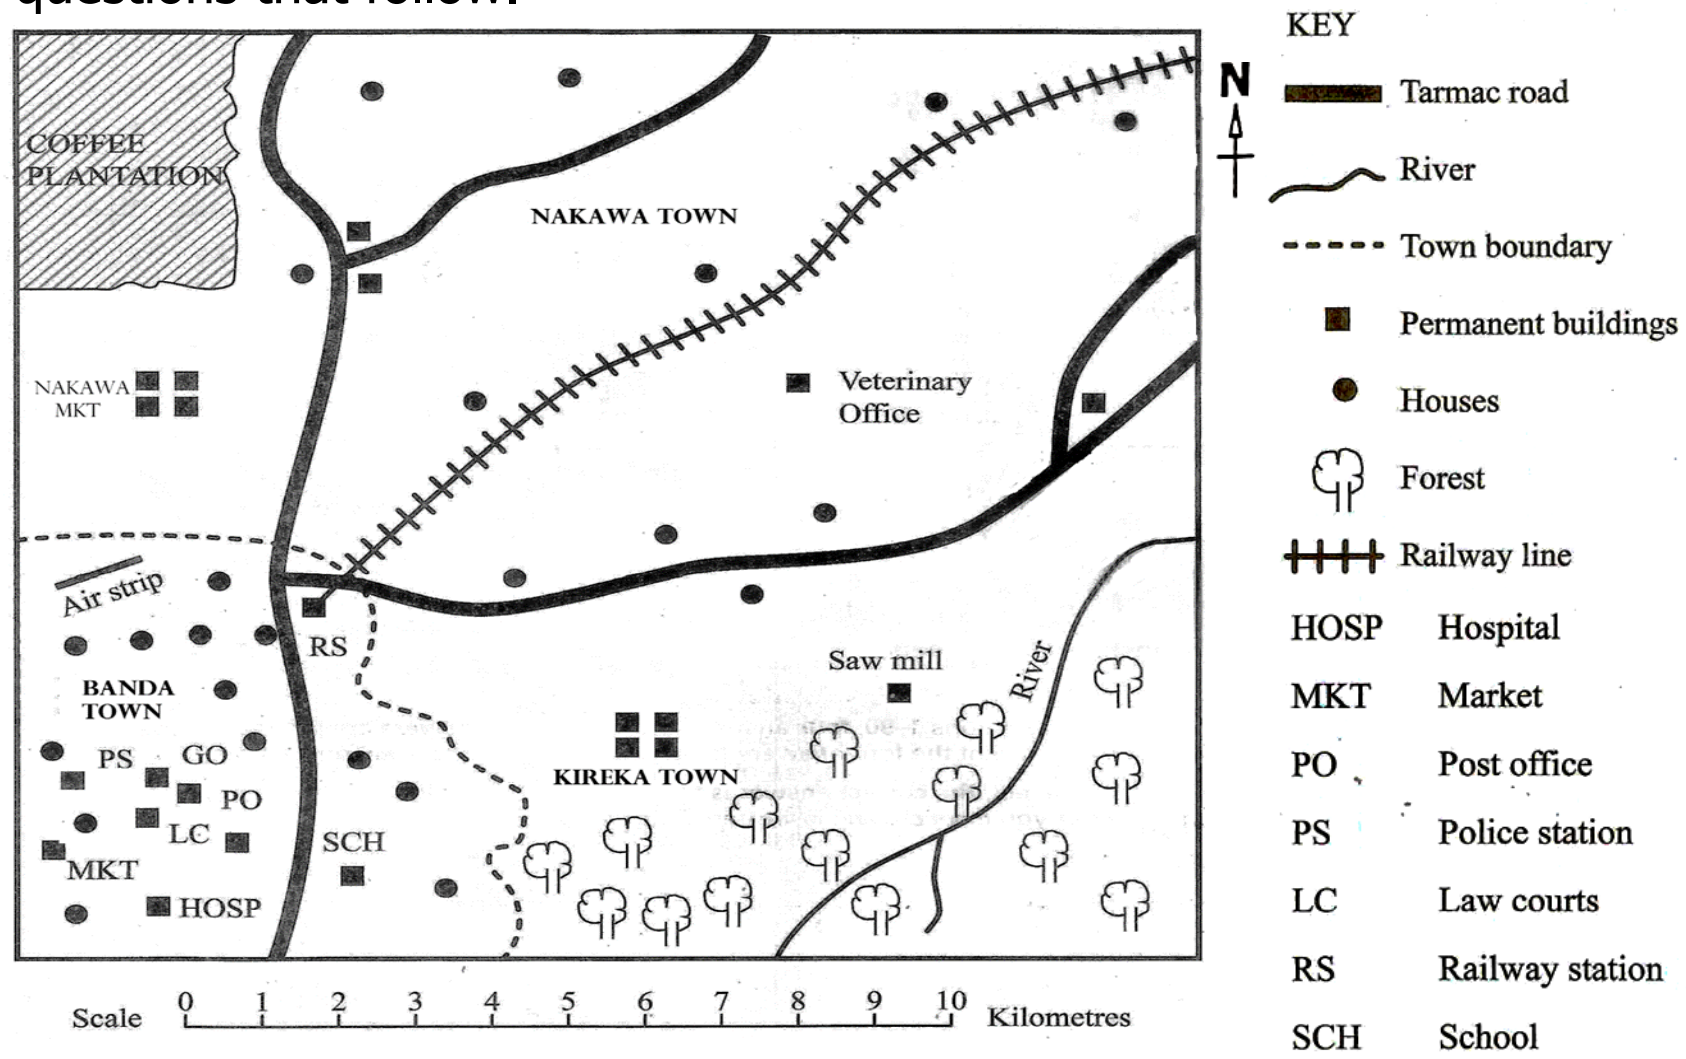 questions that follow.
KEY
N
Tarmac road
River
Town boundary
Permanent buildings
Houses
Forest
Railway line
HOSP Hospital
MKT Market
PO Post office
PS Police station
LC Law courts
RS Railway station
SCH School
COFFEE
PLANTATION
NAKAWA TOWN
NAKAWA
MKT
Veterinary
Office
Air strip
RS
BANDA
TOWN
Saw mill
River
PS GO
PO
LC
KIREKA TOWN
SCH
MKT
HOSP
0 1 2 3 4 5 6 7 8 9 10
Scale Kilometres